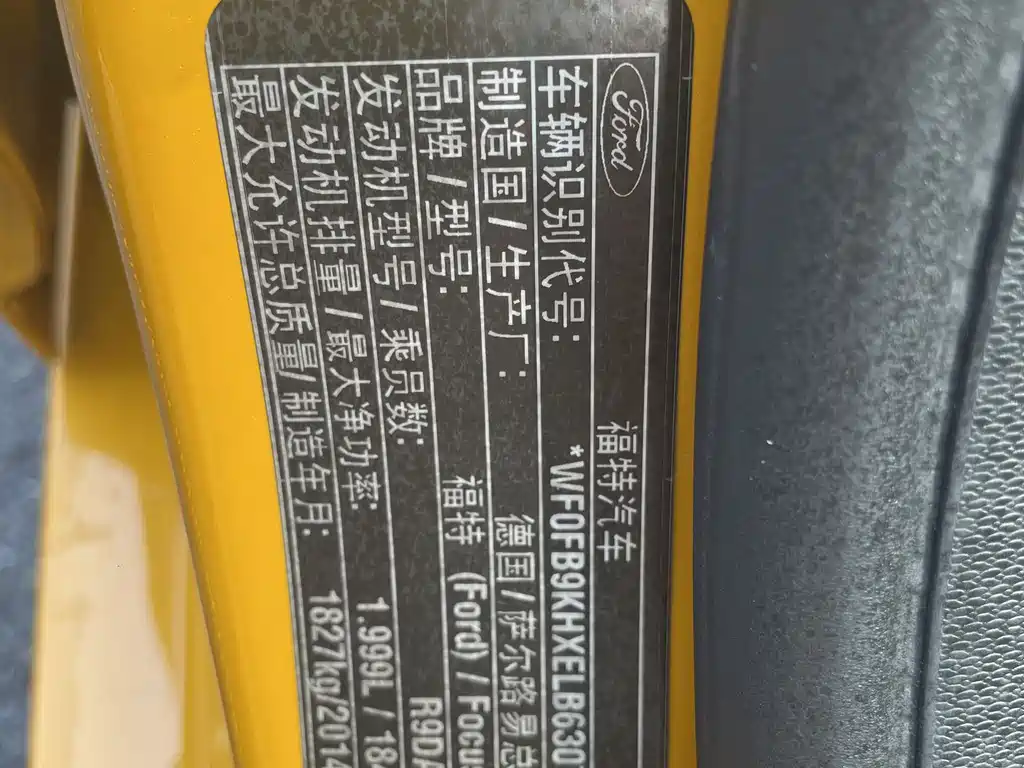 Ford
福特汽车
车辆识别代号: *WF0FB9KHXELB630
制造国/生产厂: 德国/萨尔路易总
品牌/型号: 福特 (Ford) / Focus
发动机型号/乘员数: R9DA
发动机排量/最大净功率: 1.999L / 184
最大允许总质量/制造年月: 1827kg/2014